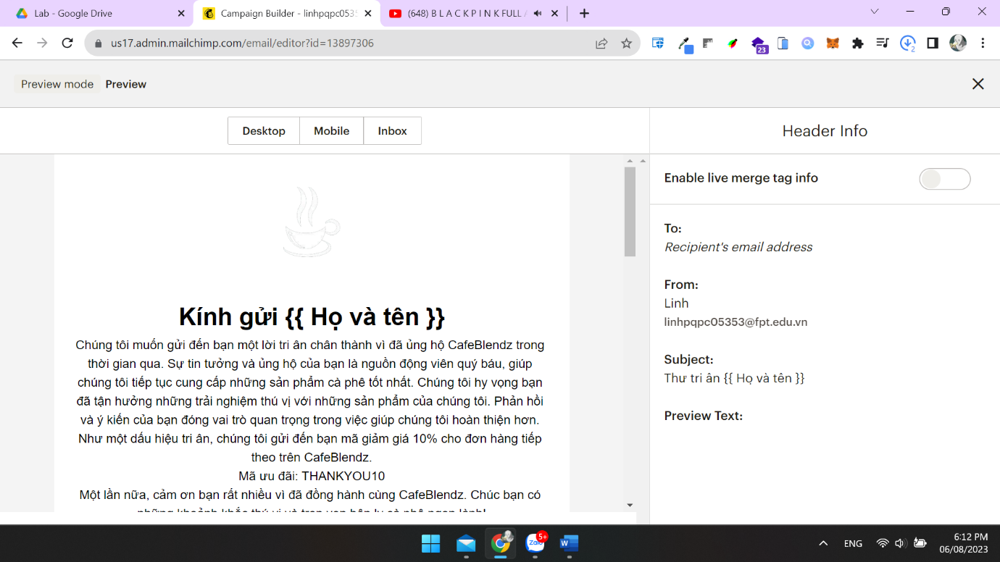 Lab - Google Drive
Campaign Builder - linhpqpc0535
(648) B L A C K P I N K FULL
us17.admin.mailchimp.com/email/editor?id=13897306
23
2
Preview mode Preview
Desktop Mobile Inbox
Header Info
Kính gửi {{ Họ và tên }}
Chúng tôi muốn gửi đến bạn một lời tri ân chân thành vì đã ủng hộ CafeBlendz trong
thời gian qua. Sự tin tưởng và ủng hộ của bạn là nguồn động viên quý báu, giúp
chúng tôi tiếp tục cung cấp những sản phẩm cà phê tốt nhất. Chúng tôi hy vọng bạn
đã tận hưởng những trải nghiệm thú vị với những sản phẩm của chúng tôi. Phản hồi
và ý kiến của bạn đóng vai trò quan trọng trong việc giúp chúng tôi hoàn thiện hơn.
Như một dấu hiệu tri ân, chúng tôi gửi đến bạn mã giảm giá 10% cho đơn hàng tiếp
theo trên CafeBlendz.
Mã ưu đãi: THANKYOU10
Một lần nữa, cảm ơn bạn rất nhiều vì đã đồng hành cùng CafeBlendz. Chúc bạn có
Enable live merge tag info
To:
Recipient's email address
From:
Linh
linhpqpc05353@fpt.edu.vn
Subject:
Thư tri ân {{ Họ và tên }}
Preview Text:
Zalo
5+
W
ENG
6:12 PM
06/08/2023